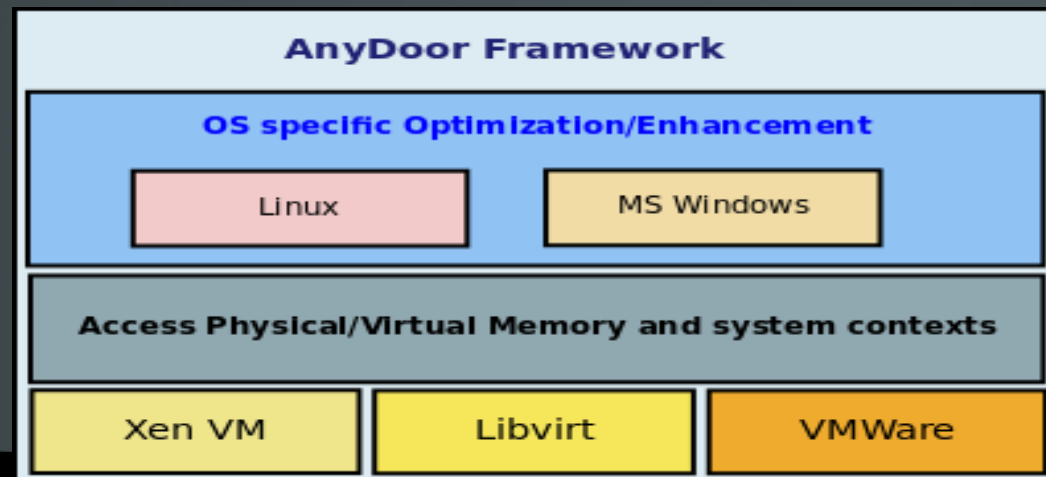 AnyDoor Framework
OS specific Optimization/Enhancement
Linux
MS Windows
Access Physical/Virtual Memory and system contexts
Xen VM
Libvirt
VMWare